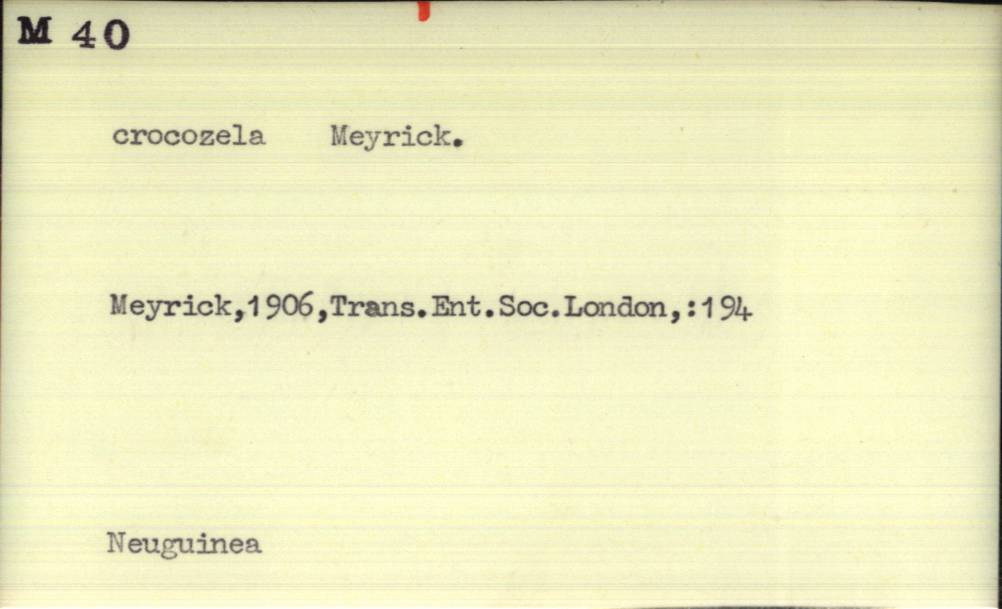 M 40
crocozela Meyrick.
Meyrick,1906,Trans.Ent.Soc.London,:194
Neuguinea